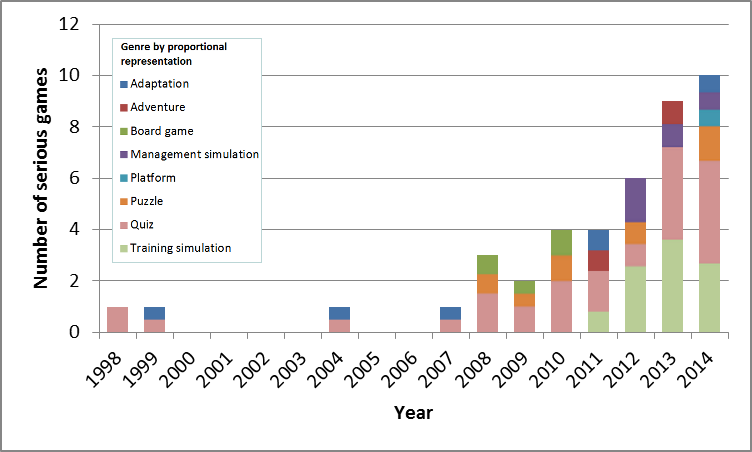 12
10
8
6
4
2
0
Number of serious games
Genre by proportional
representation
Adaptation
Adventure
Board game
Management simulation
Platform
Puzzle
Quiz
Training simulation
1998
1999
2000
2001
2002
2003
2004
2005
2006
2007
2008
2009
2010
2011
2012
2013
2014
Year